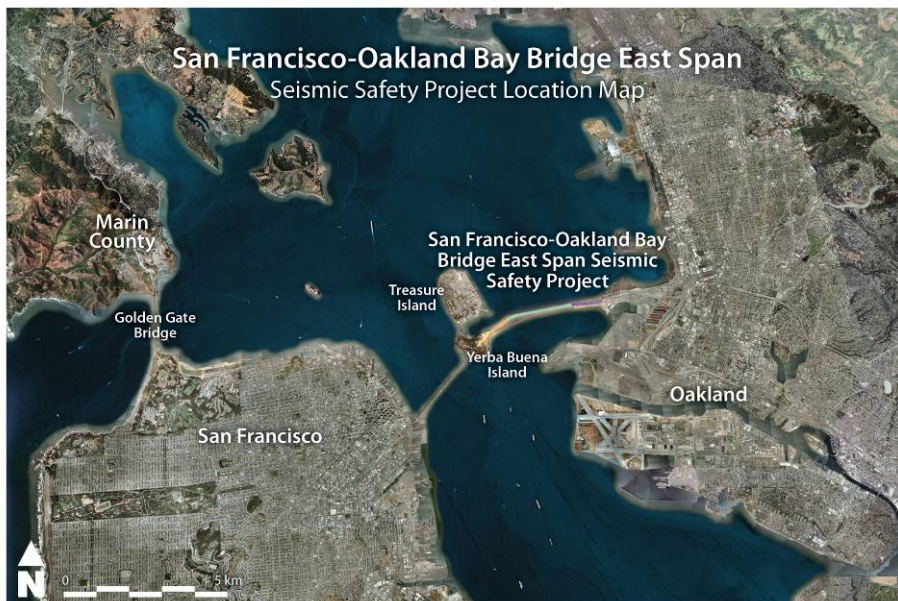 San Francisco-Oakland Bay Bridge East Span
Seismic Safety Project Location Map
Marin
County
San Francisco-Oakland Bay
Bridge East Span Seismic
Safety Project
Treasure
Island
Golden Gate
Bridge
Yerba Buena
Island
Oakland
San Francisco
N
0
5 km